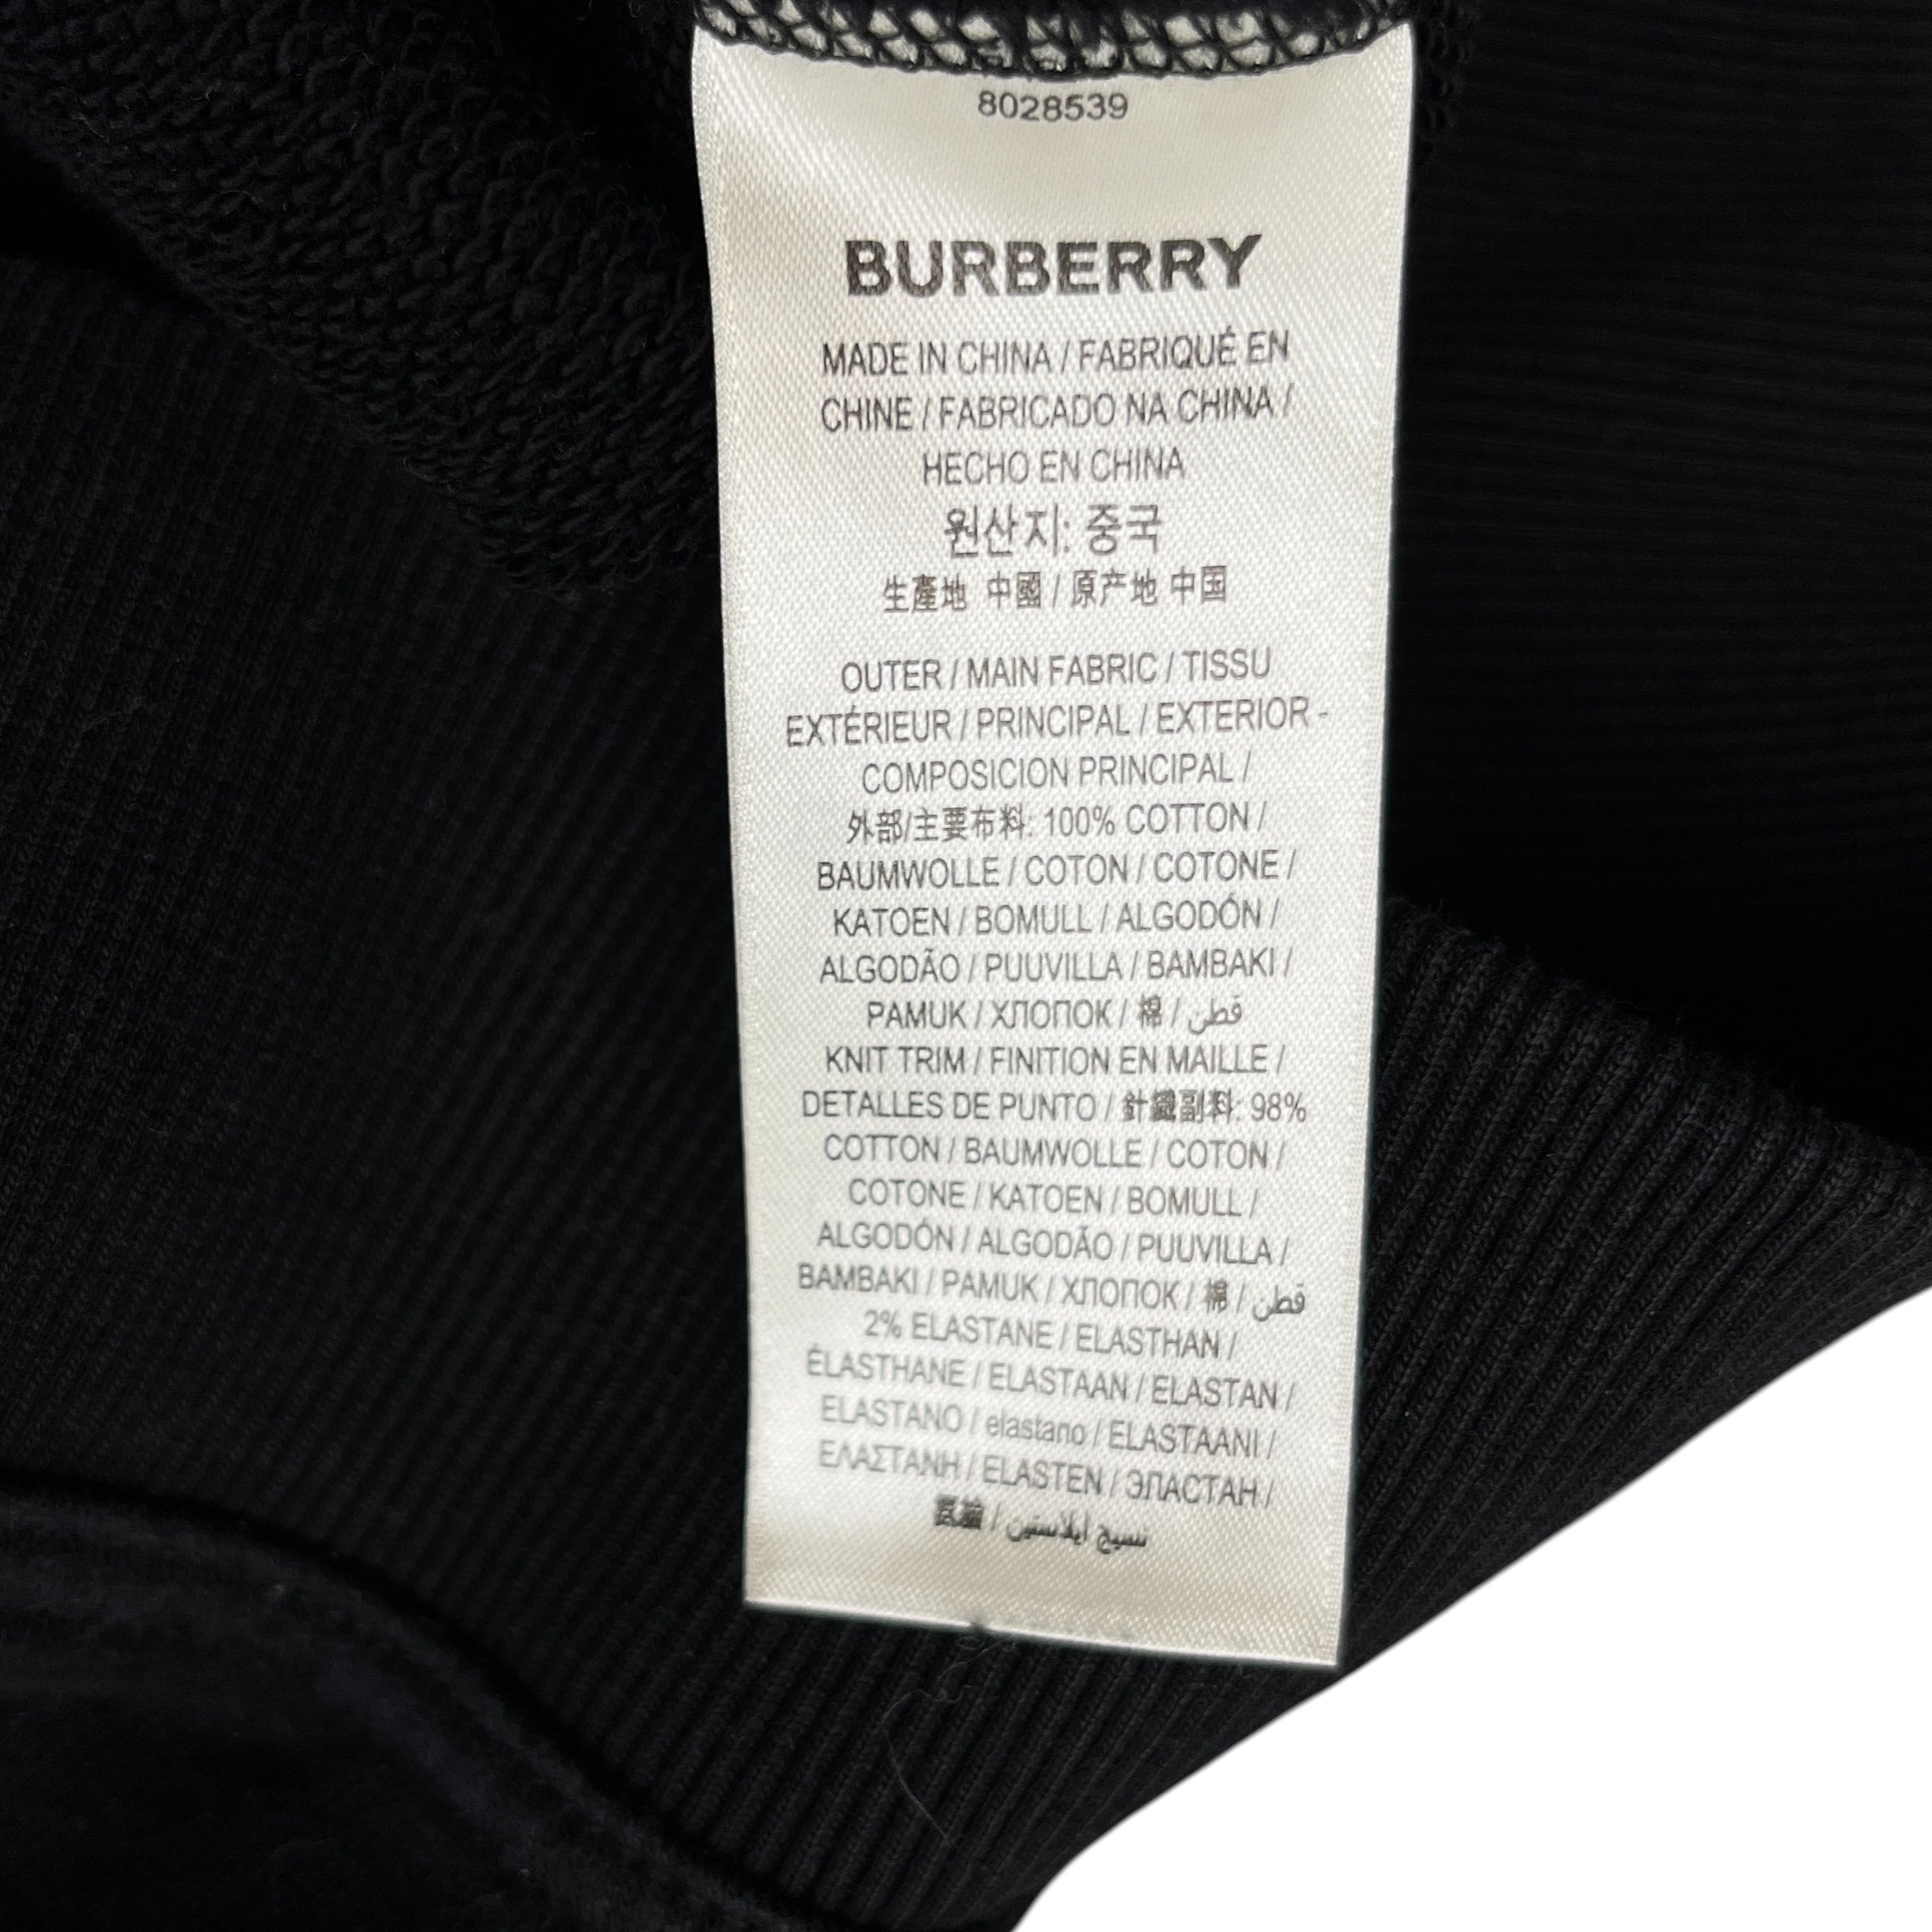 8028539
BURBERRY
MADE IN CHINA / FABRIQUÉ EN
CHINE / FABRICADO NA CHINA /
HECHO EN CHINA
원산지: 중국
生產地 中國 / 原产地 中国
OUTER / MAIN FABRIC / TISSU
EXTÉRIEUR / PRINCIPAL / EXTERIOR -
COMPOSICION PRINCIPAL /
外部/主要布料: 100% COTTON /
BAUMWOLLE / COTON / COTONE /
KATOEN / BOMULL / ALGODÓN /
ALGODÃO / PUUVILLA / BAMBAKI /
PAMUK / ХЛОПОК / 棉 / قطن
KNIT TRIM / FINITION EN MAILLE /
DETALLES DE PUNTO / 針織副料: 98%
COTTON / BAUMWOLLE / COTON /
COTONE / KATOEN / BOMULL /
ALGODÓN / ALGODÃO / PUUVILLA /
BAMBAKI / PAMUK / ХЛОПОК / 棉 / قطن
2% ELASTANE / ELASTHAN /
ÉLASTHANE / ELASTAAN / ELASTAN /
ELASTANO / elastano / ELASTAANI /
ΕΛΑΣΤΑΝΗ / ELASTEN / ЭЛАСТАН /
/ نسيج ايلاستين